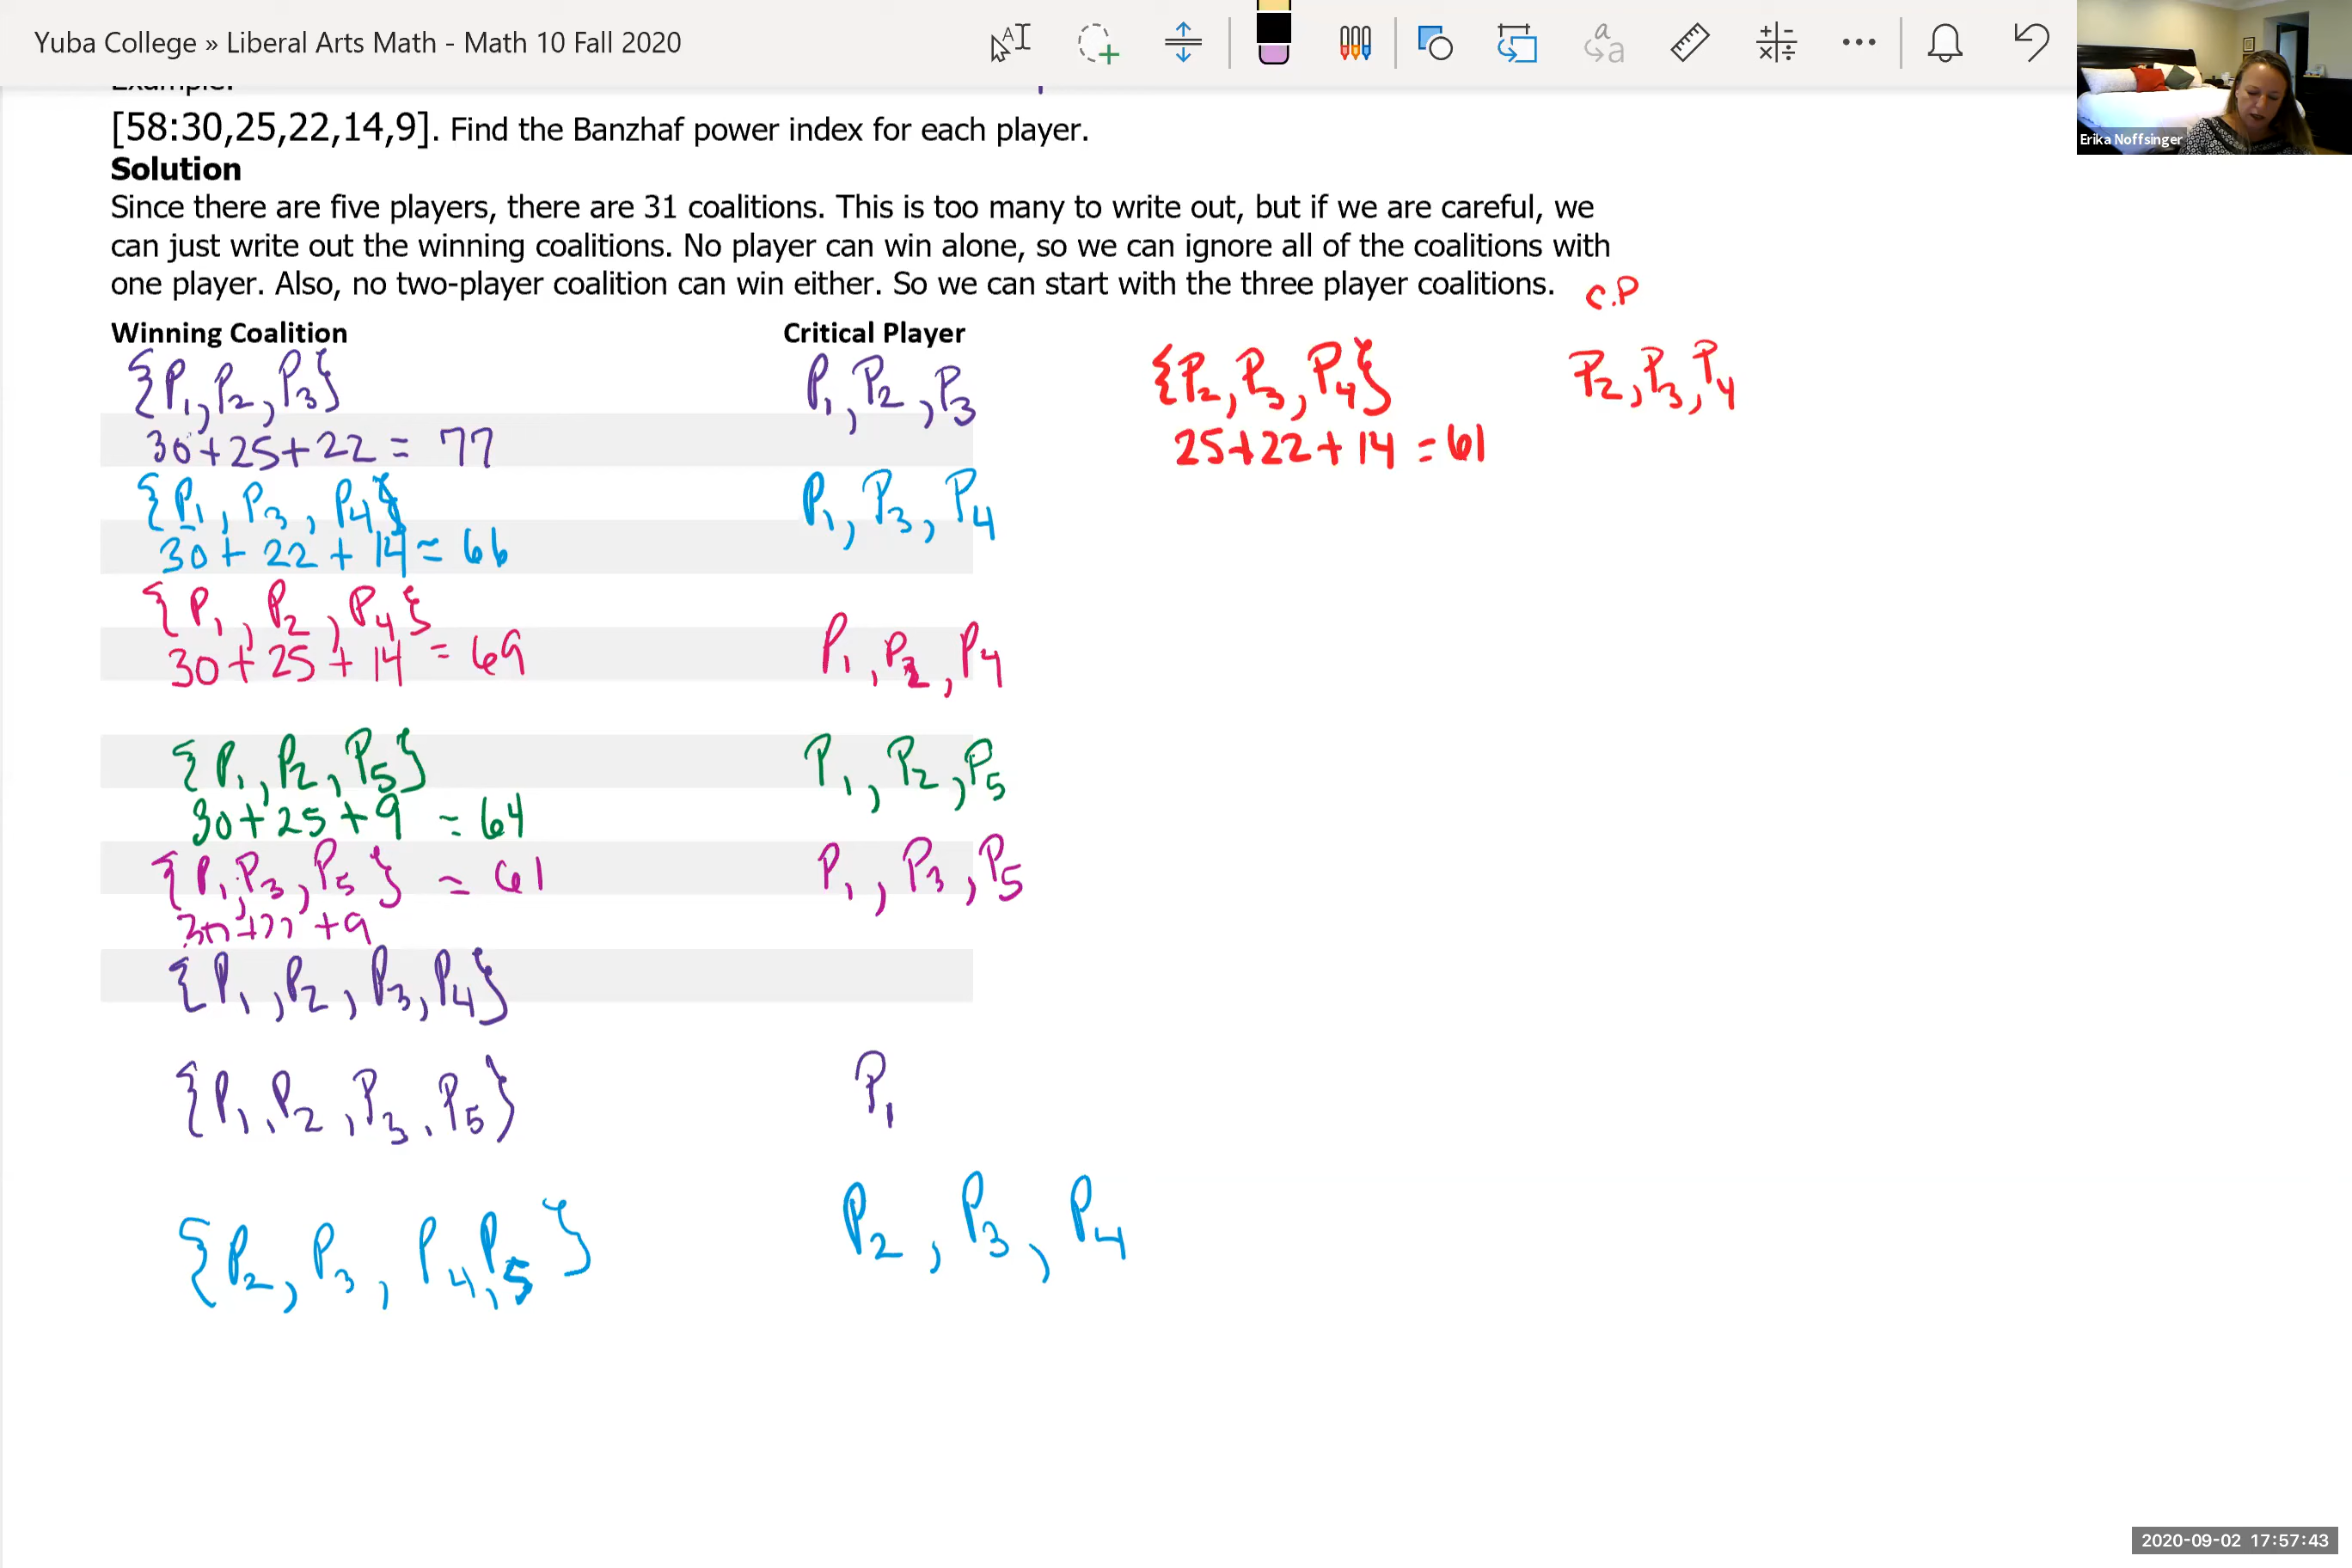 Yuba College » Liberal Arts Math - Math 10 Fall 2020
Erika Noffsinger
Example:
[58:30,25,22,14,9]. Find the Banzhaf power index for each player.
Solution
Since there are five players, there are 31 coalitions. This is too many to write out, but if we are careful, we
can just write out the winning coalitions. No player can win alone, so we can ignore all of the coalitions with
one player. Also, no two-player coalition can win either. So we can start with the three player coalitions.
C.P
Winning Coalition Critical Player
{P1, P2, P3} P1, P2, P3 {P2, P3, P4} P2, P3, P4
30+25+22 = 77 25+22+14 = 61
{P1, P3, P4} P1, P3, P4
30+22+14 = 66
{P1, P2, P4} P1, P2, P4
30+25+14 = 69
{P1, P2, P5} P1, P2, P5
30+25+9 = 64
{P1, P3, P5} = 61 P1, P3, P5
30+22+9
{P1, P2, P3, P4}
{P1, P2, P3, P5} P1
{P2, P3, P4, P5} P2, P3, P4
2020-09-02 17:57:43